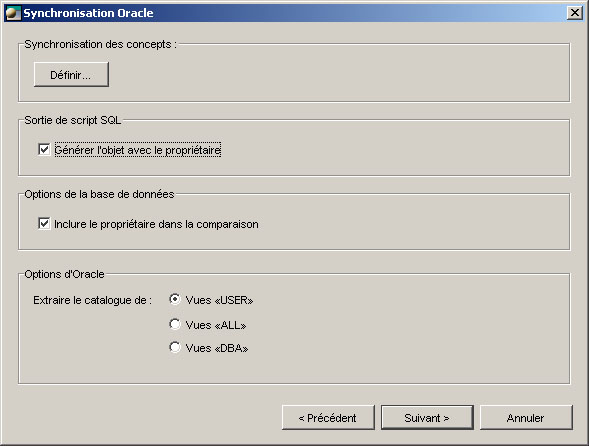 Synchronisation Oracle
Synchronisation des concepts :
Définir...
Sortie de script SQL
Générer l'objet avec le propriétaire
Options de la base de données
Inclure le propriétaire dans la comparaison
Options d'Oracle
Extraire le catalogue de :
Vues «USER»
Vues «ALL»
Vues «DBA»
< Précédent
Suivant >
Annuler